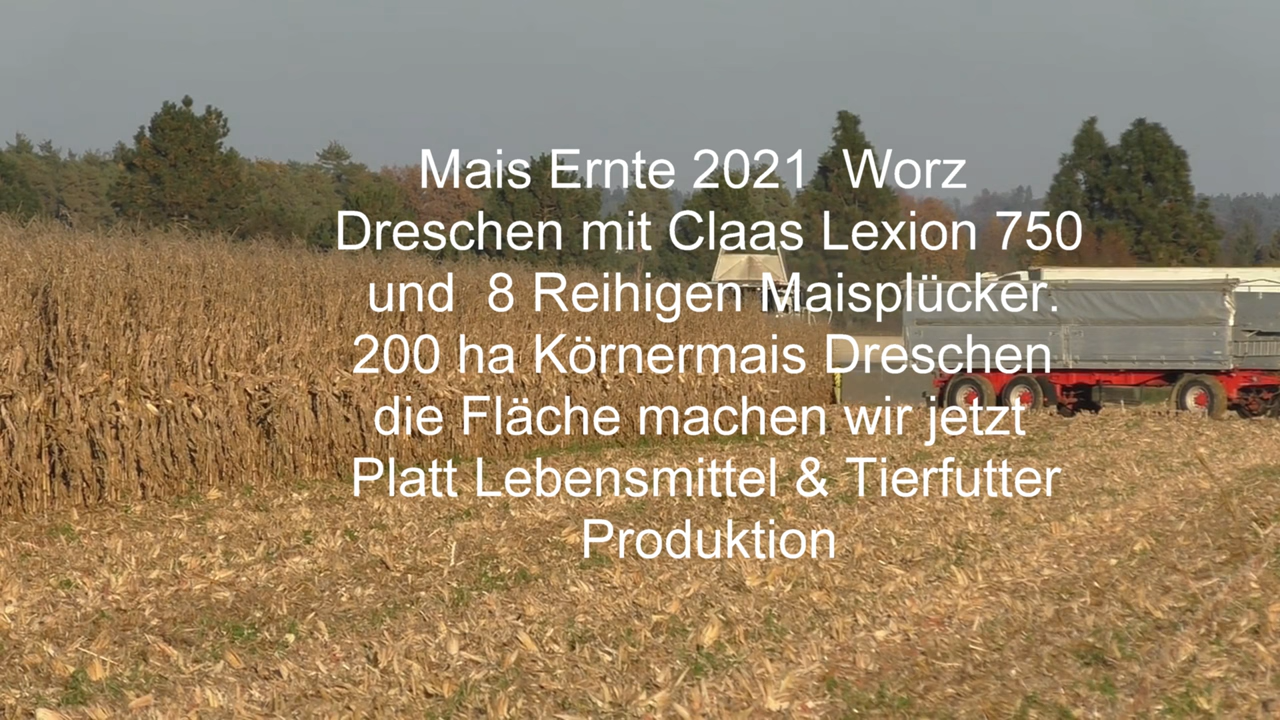 Mais Ernte 2021  Worz
Dreschen mit Claas Lexion 750
und  8 Reihigen Maisplücker.
200 ha Körnermais Dreschen
die Fläche machen wir jetzt
Platt Lebensmittel & Tierfutter
Produktion